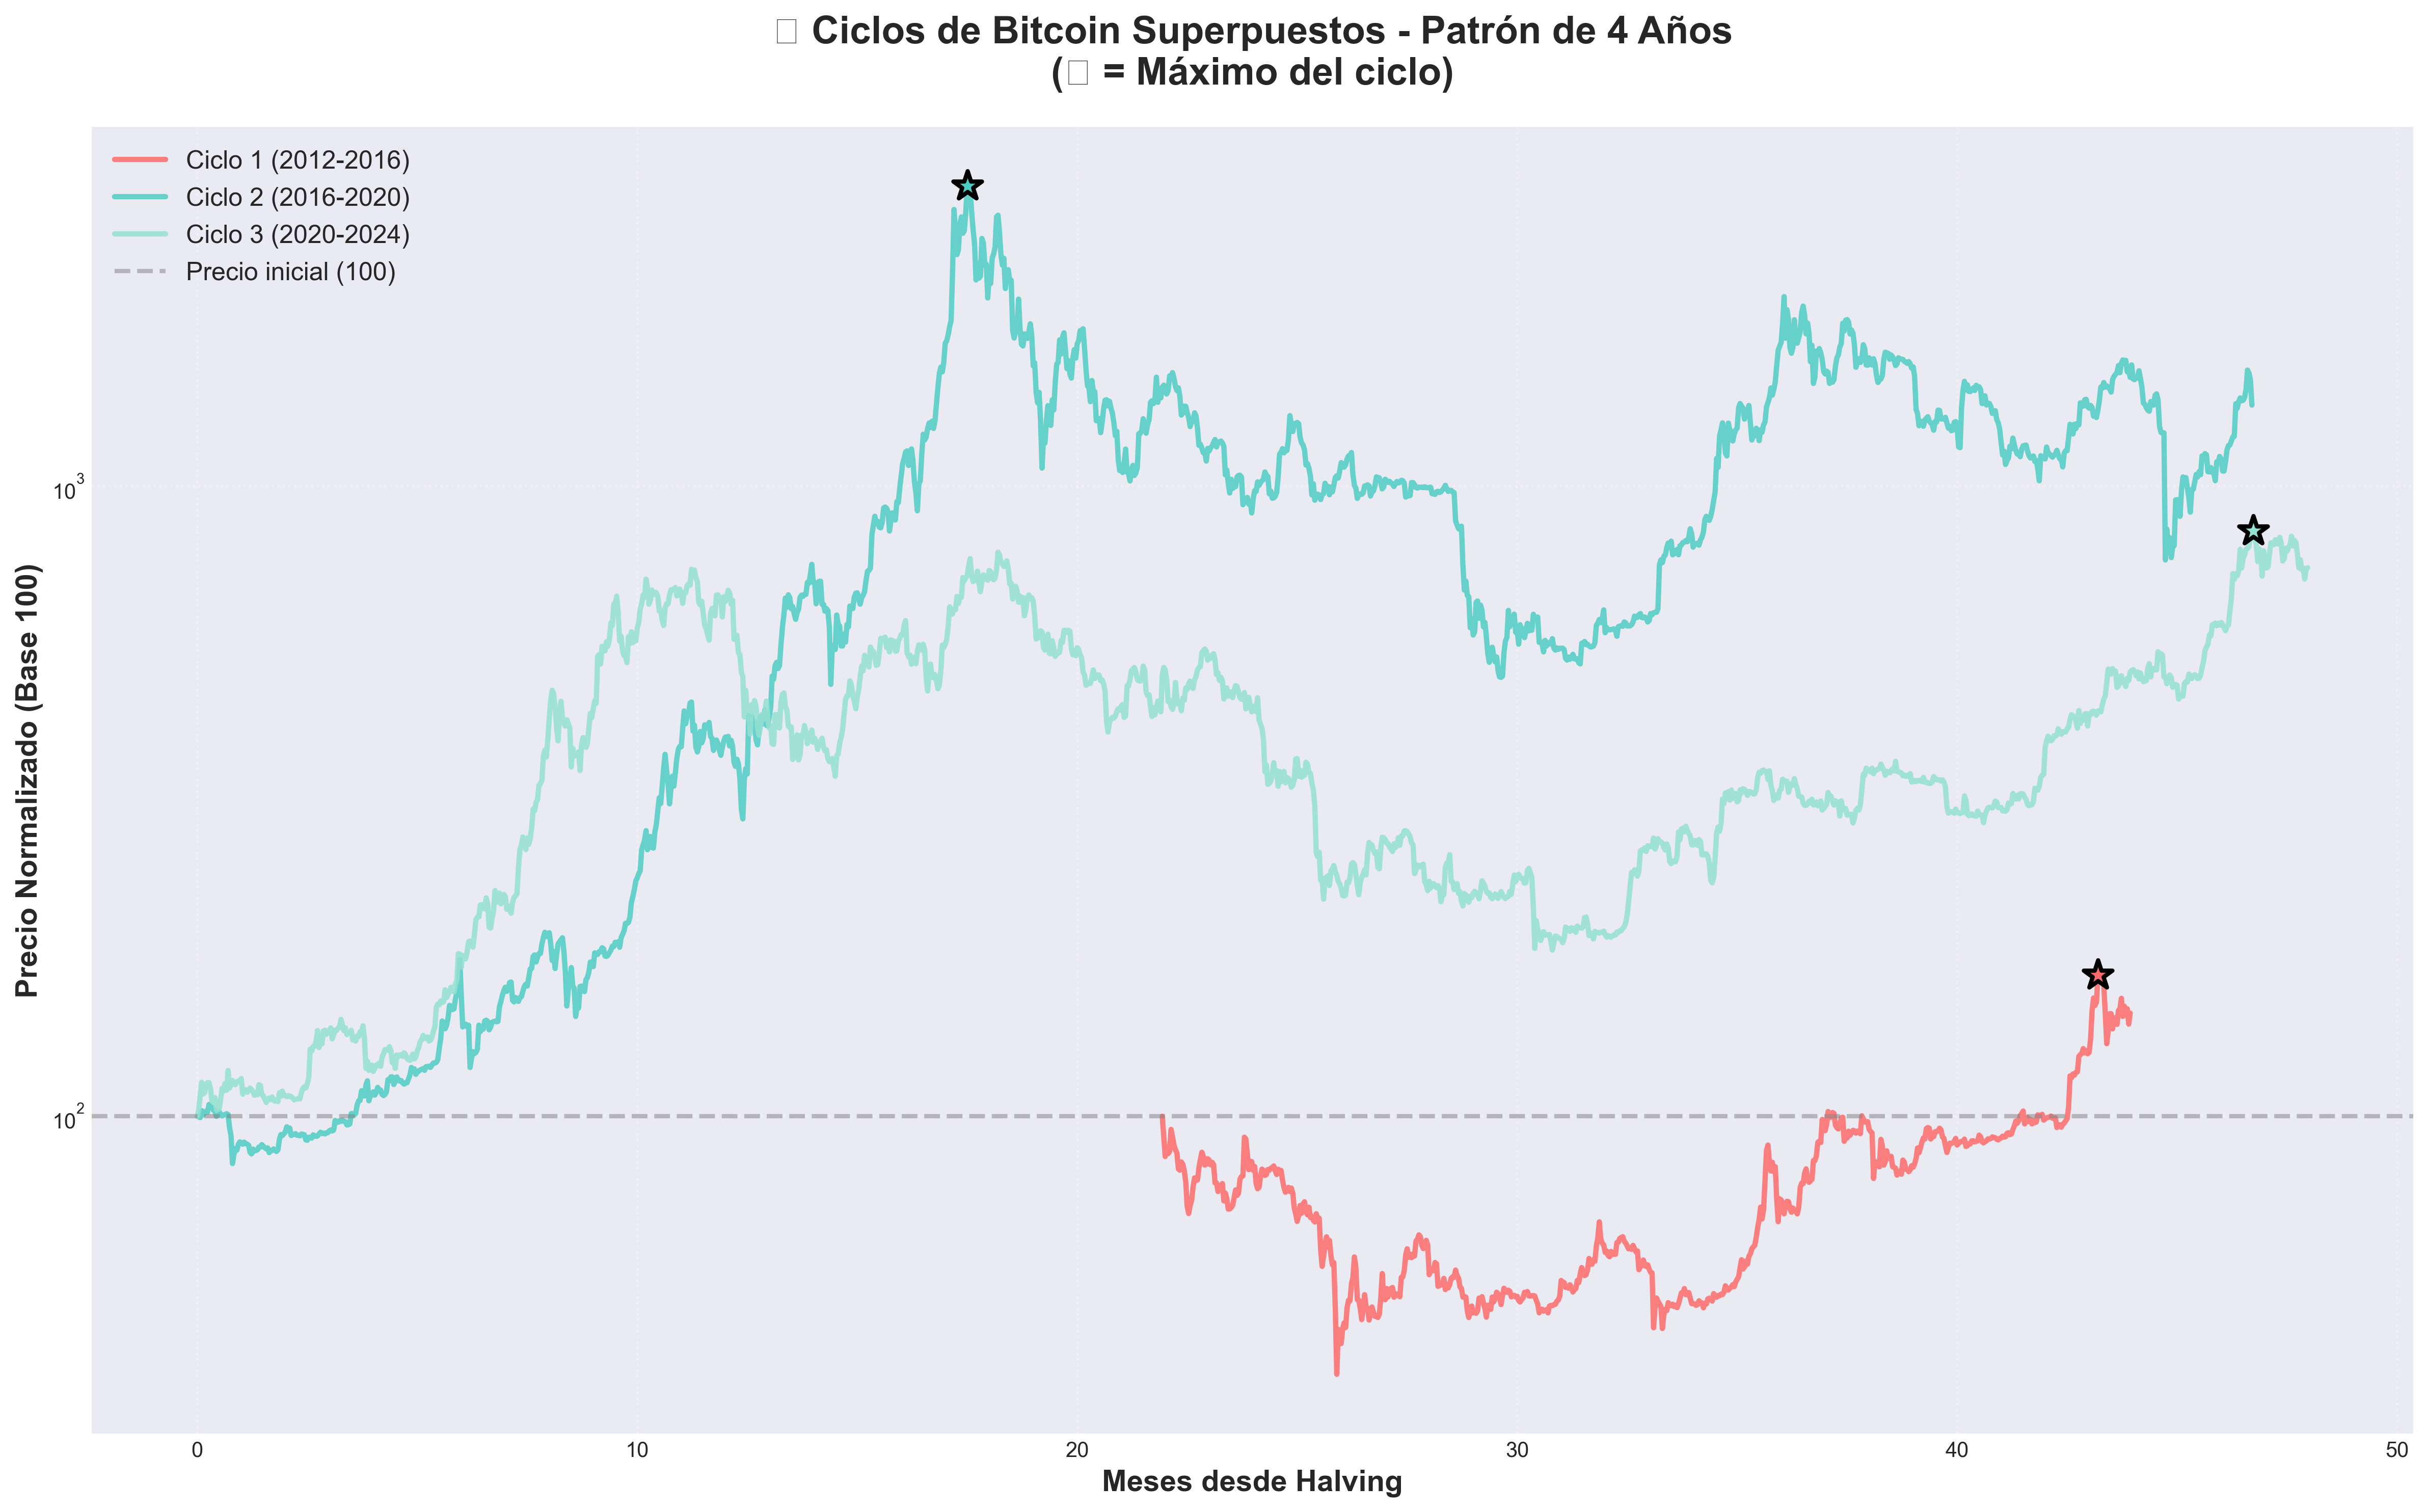 □ Ciclos de Bitcoin Superpuestos - Patrón de 4 Años
(□ = Máximo del ciclo)
Ciclo 1 (2012-2016)
Ciclo 2 (2016-2020)
Ciclo 3 (2020-2024)
Precio inicial (100)
Precio Normalizado (Base 100)
10³
10²
0 10 20 30 40 50
Meses desde Halving